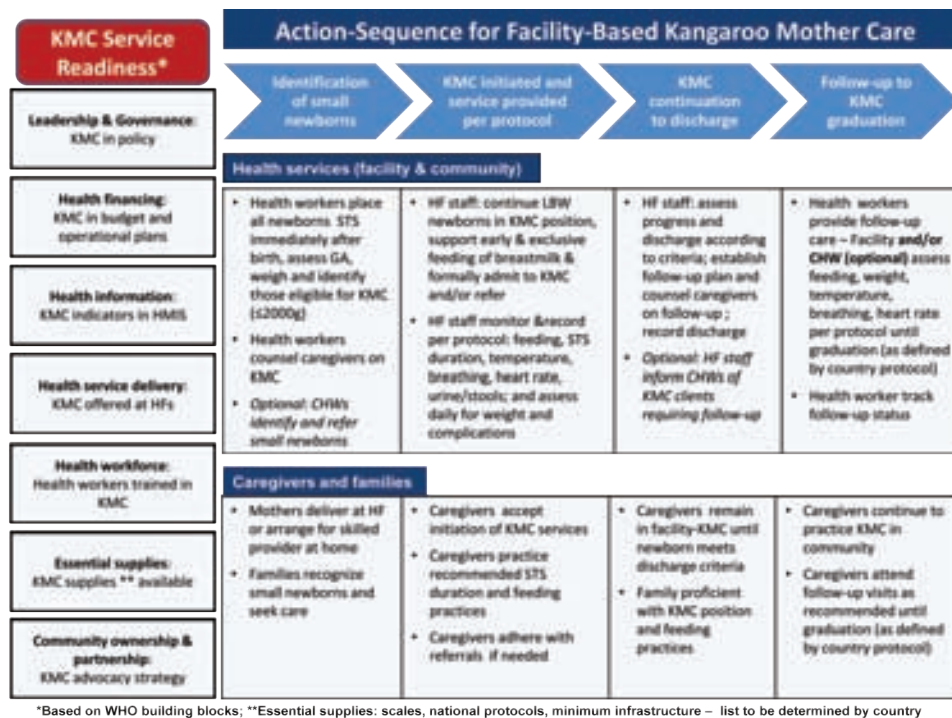 KMC Service
Readiness*
Leadership & Governance:
KMC in policy
Health financing:
KMC in budget and
operational plans
Health information:
KMC indicators in HMIS
Health service delivery:
KMC offered at HFs
Health workforce:
Health workers trained in
KMC
Essential supplies:
KMC supplies ** available
Community ownership &
partnership:
KMC advocacy strategy
Action-Sequence for Facility-Based Kangaroo Mother Care
Identification
of small
newborns
KMC initiated and
service provided
per protocol
KMC
continuation
to discharge
Follow-up to
KMC
graduation
Health services (facility & community)
• Health workers place
all newborns STS
immediately after
birth, assess GA,
weigh and identify
those eligible for KMC
(≤2000g)
• Health workers
counsel caregivers on
KMC
• Optional: CHWs
identify and refer
small newborns
• HF staff: continue LBW
newborns in KMC position,
support early & exclusive
feeding of breastmilk &
formally admit to KMC
and/or refer
• HF staff monitor &record
per protocol: feeding, STS
duration, temperature,
breathing, heart rate,
urine/stools; and assess
daily for weight and
complications
• HF staff: assess
progress and
discharge according
to criteria; establish
follow-up plan and
counsel caregivers
on follow-up ;
record discharge
• Optional: HF staff
inform CHWs of
KMC clients
requiring follow-up
• Health workers
provide follow-up
care – Facility and/or
CHW (optional) assess
feeding, weight,
temperature,
breathing, heart rate
per protocol until
graduation (as defined
by country protocol)
• Health worker track
follow-up status
Caregivers and families
• Mothers deliver at HF
or arrange for skilled
provider at home
• Families recognize
small newborns and
seek care
• Caregivers accept
initiation of KMC services
• Caregivers practice
recommended STS
duration and feeding
practices
• Caregivers adhere with
referrals if needed
• Caregivers remain
in facility-KMC until
newborn meets
discharge criteria
• Family proficient
with KMC position
and feeding
practices
• Caregivers continue to
practice KMC in
community
• Caregivers attend
follow-up visits as
recommended until
graduation (as defined
by country protocol)
*Based on WHO building blocks; **Essential supplies: scales, national protocols, minimum infrastructure – list to be determined by country